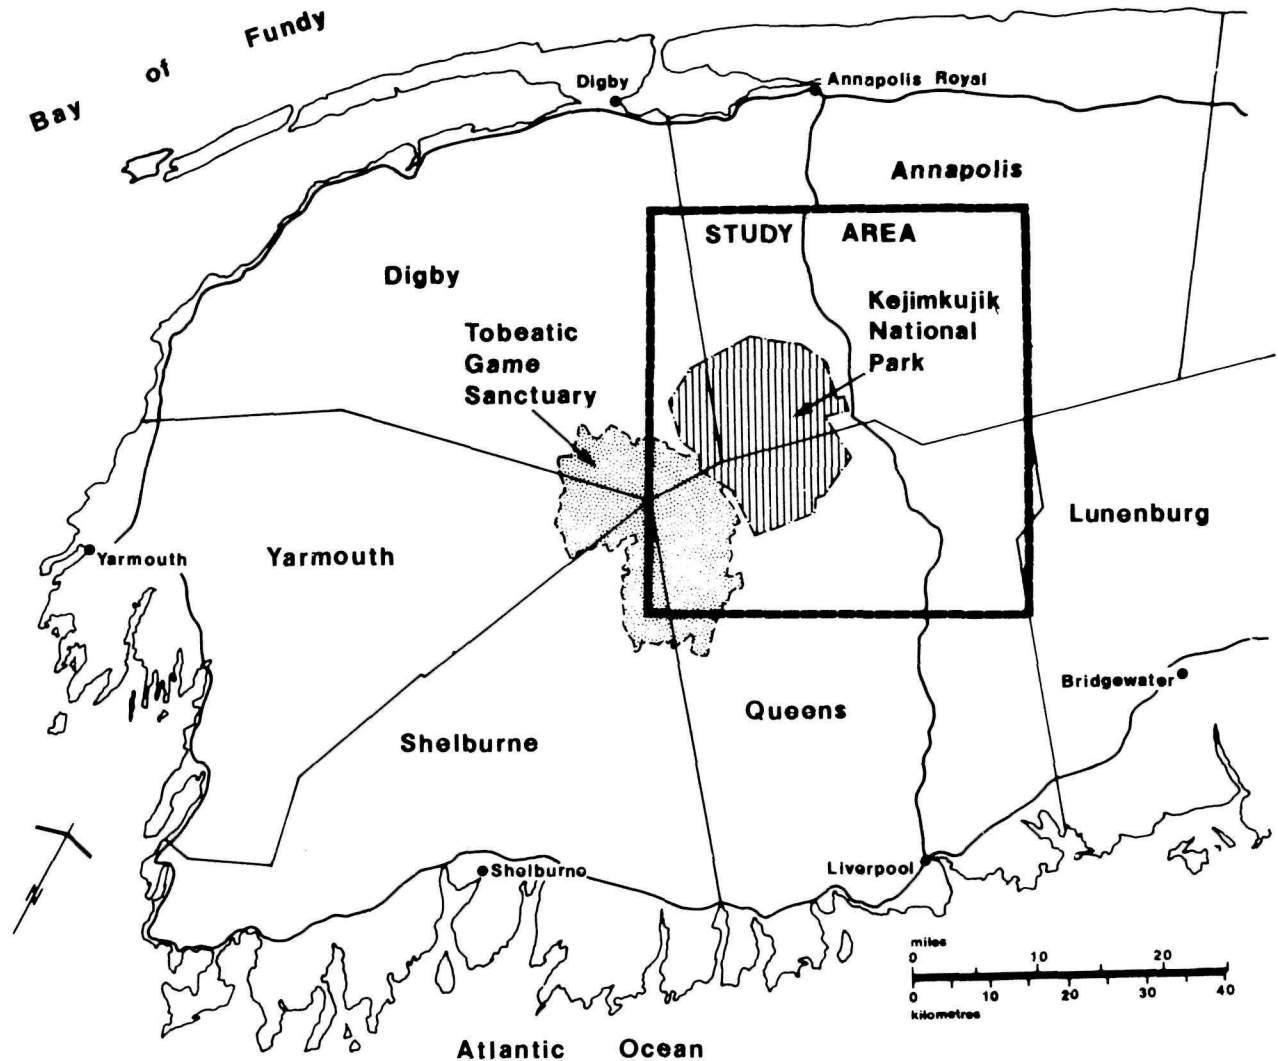 Bay of Fundy
Digby
Annapolis Royal
Annapolis
STUDY AREA
Digby
Kejimkujik
National
Park
Tobeatic
Game
Sanctuary
Lunenburg
Yarmouth
Yarmouth
Bridgewater
Queens
Shelburne
Liverpool
Shelburne
N
miles
0 10 20
0 10 20 30 40
kilometres
Atlantic Ocean